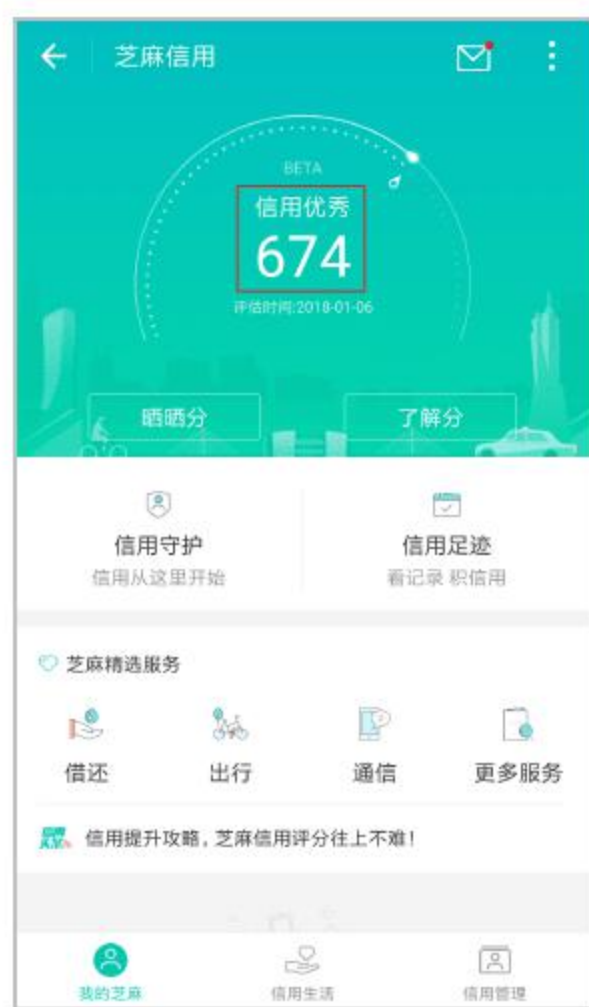 芝麻信用
BETA
信用优秀
674
评估时间:2018-01-06
晒晒分 了解分
信用守护 信用足迹
信用从这里开始 看记录 积信用
芝麻精选服务
借还 出行 通信 更多服务
信用提升攻略，芝麻信用评分往上不难！
我的芝麻 信用生活 信用管理